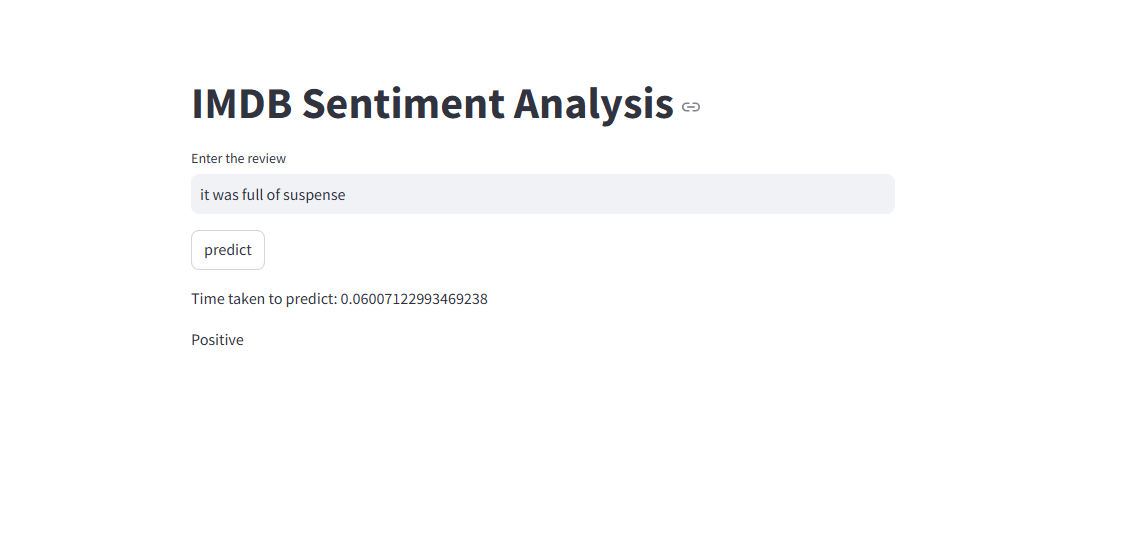 IMDB Sentiment Analysis
Enter the review
it was full of suspense
predict
Time taken to predict: 0.06007122993469238
Positive